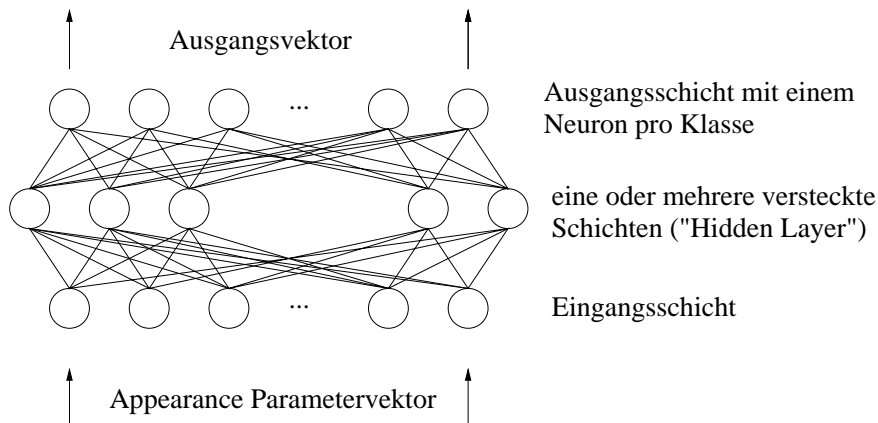 Ausgangsvektor
...
Ausgangsschicht mit einem
Neuron pro Klasse
eine oder mehrere versteckte
Schichten ("Hidden Layer")
...
Eingangsschicht
Appearance Parametervektor